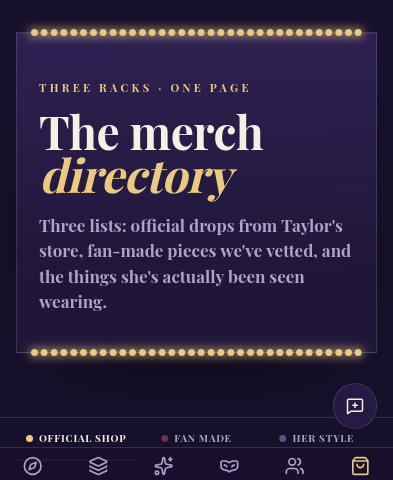 THREE RACKS · ONE PAGE
The merch
directory
Three lists: official drops from Taylor's
store, fan-made pieces we've vetted, and
the things she's actually been seen
wearing.
OFFICIAL SHOP
FAN MADE
HER STYLE